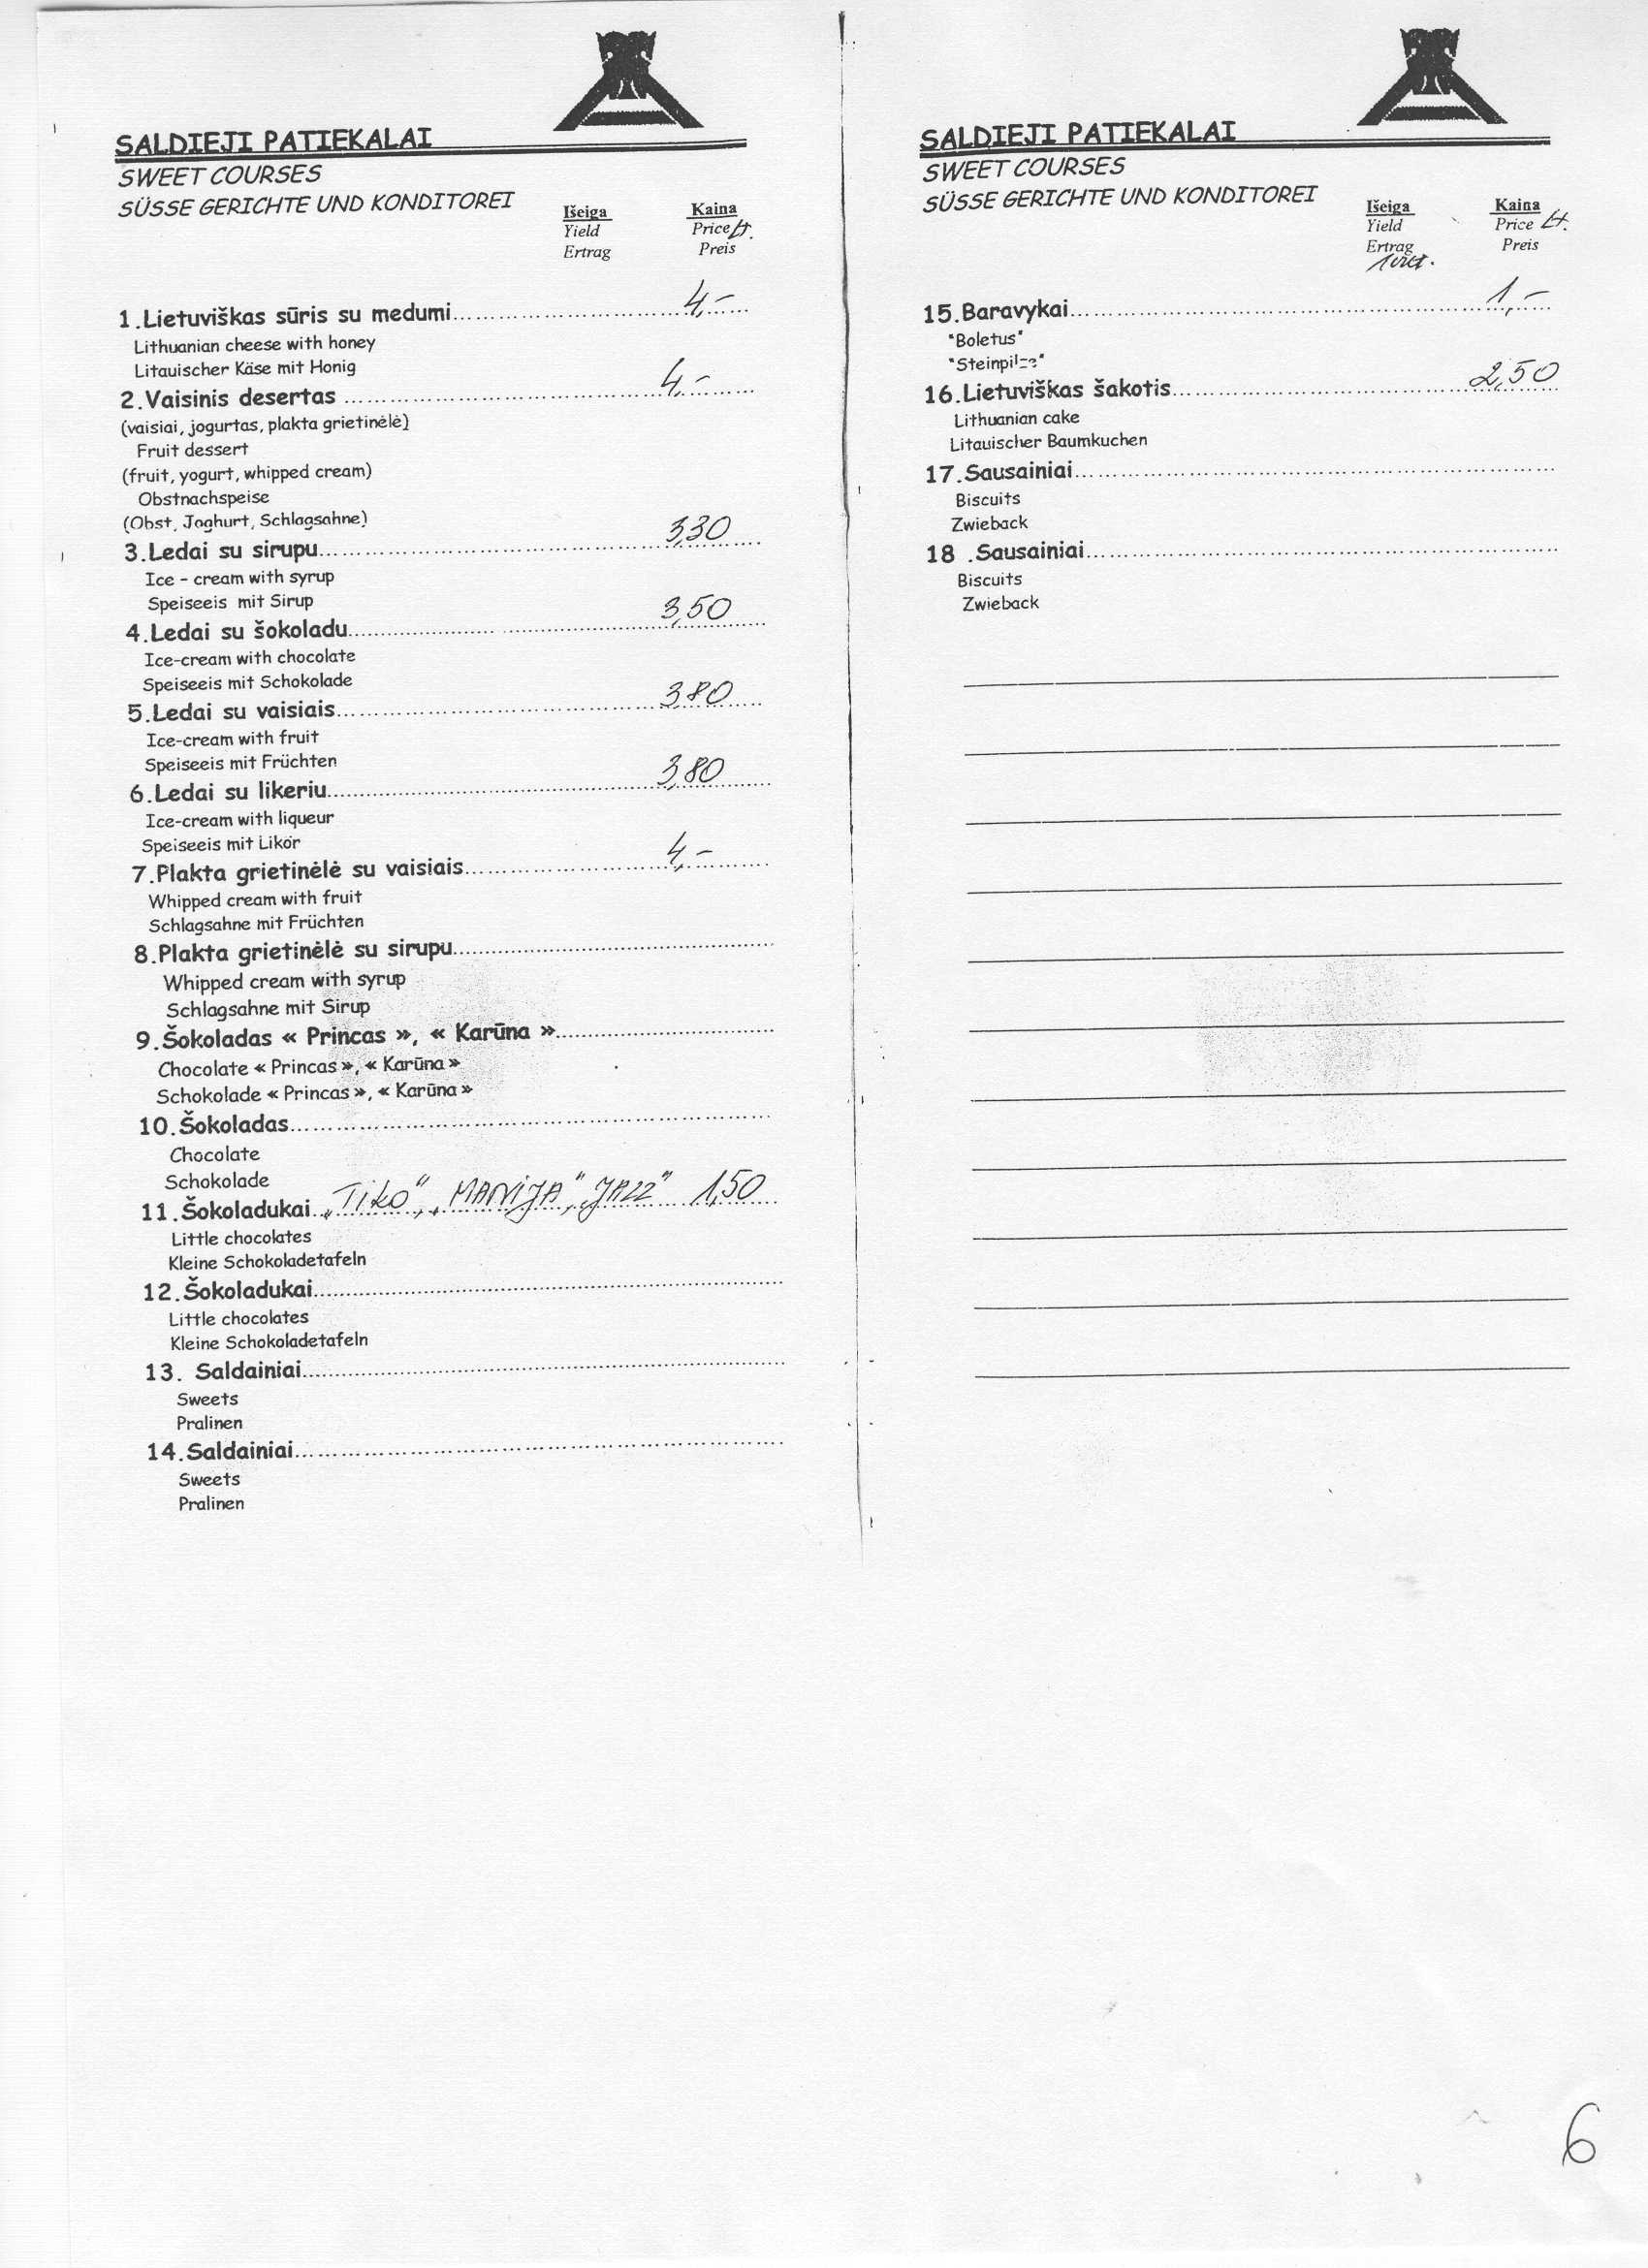 SALDIEJI PATIEKALAI
SWEET COURSES
SÜSSE GERICHTE UND KONDITOREI
Išeiga Kaina
Yield Price Lt.
Ertrag Preis
1.Lietuviškas sūris su medumi 4,-
Lithuanian cheese with honey
Litauischer Käse mit Honig
2.Vaisinis desertas 4,-
(vaisiai, jogurtas, plakta grietinėlė)
Fruit dessert
(fruit, yogurt, whipped cream)
Obstnachspeise
(Obst, Joghurt, Schlagsahne)
3.Ledai su sirupu 3,30
Ice - cream with syrup
Speiseeis mit Sirup
4.Ledai su šokoladu 3,50
Ice-cream with chocolate
Speiseeis mit Schokolade
5.Ledai su vaisiais 3,80
Ice-cream with fruit
Speiseeis mit Früchten
6.Ledai su likeriu 3,80
Ice-cream with liqueur
Speiseeis mit Likör
7.Plakta grietinėlė su vaisiais 4,-
Whipped cream with fruit
Schlagsahne mit Früchten
8.Plakta grietinėlė su sirupu
Whipped cream with syrup
Schlagsahne mit Sirup
9.Šokoladas « Princas », « Karūna »
Chocolate « Princas », « Karūna »
Schokolade « Princas », « Karūna »
10.Šokoladas
Chocolate
Schokolade
11.Šokoladukai „Tiko", „MANIJA", „JAZZ" 1,50
Little chocolates
Kleine Schokoladetafeln
12.Šokoladukai
Little chocolates
Kleine Schokoladetafeln
13. Saldainiai
Sweets
Pralinen
14.Saldainiai
Sweets
Pralinen
SALDIEJI PATIEKALAI
SWEET COURSES
SÜSSE GERICHTE UND KONDITOREI
Išeiga Kaina
Yield Price Lt.
Ertrag Preis
1vnt.
15.Baravykai 1,-
"Boletus"
"Steinpilze"
16.Lietuviškas šakotis 2,50
Lithuanian cake
Litauischer Baumkuchen
17.Sausainiai
Biscuits
Zwieback
18 .Sausainiai
Biscuits
Zwieback
6